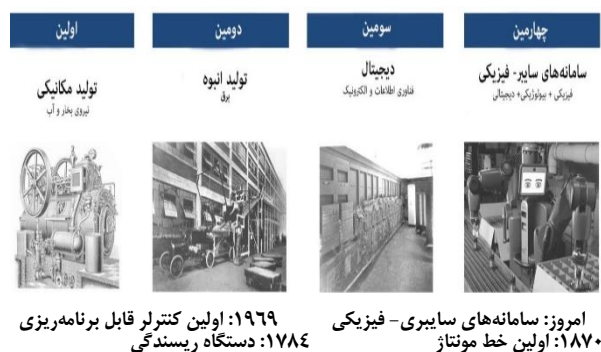 اولین
دومین
سومین
چهارمین
تولید مکانیکی
نیروی بخار و آب
تولید انبوه
برق
دیجیتال
فناوری اطلاعات و الکترونیک
سامانه‌های سایبر- فیزیکی
فیزیکی + بیولوژیکی+ دیجیتالی
امروز: سامانه‌های سایبری- فیزیکی
۱۹۶۹: اولین کنترلر قابل برنامه‌ریزی
۱۸۷۰: اولین خط مونتاژ
۱۷۸٤: دستگاه ریسندگی